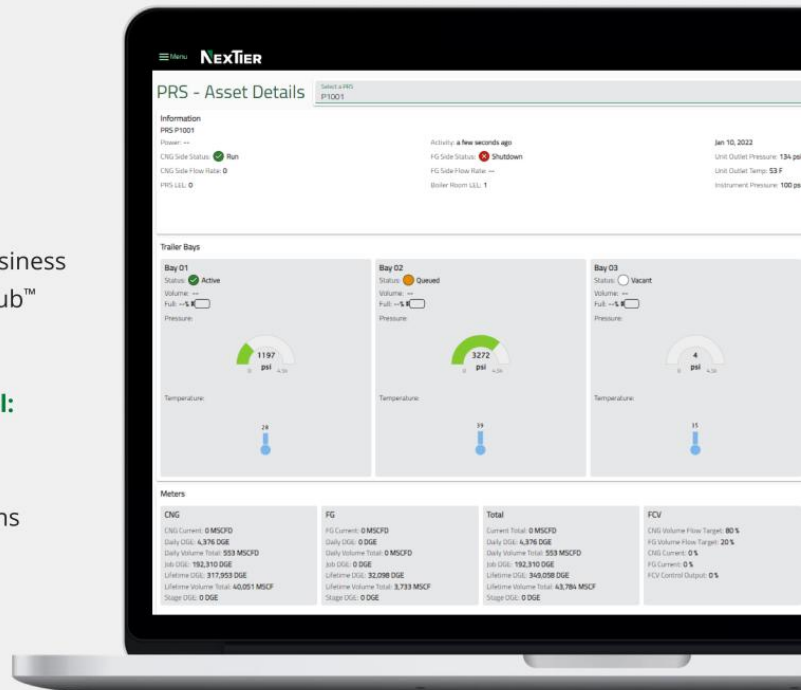 siness
ub™
l:
ns
Menu NEXTIER
PRS - Asset Details
Select a PRS
P1001
Information
PRS P1001
Power: --
Activity: a few seconds ago
Jan 10, 2022
CNG Side Status: Run
FG Side Status: Shutdown
Unit Outlet Pressure: 134 psi
CNG Side Flow Rate: 0
FG Side Flow Rate: --
Unit Outlet Temp: 53 F
PRS LEL: 0
Boiler Room LEL: 1
Instrument Pressure: 100 ps
Trailer Bays
Bay 01
Status: Active
Volume: --
Full: --%
Pressure:
1197
psi
0 4.5k
Temperature:
28
Bay 02
Status: Queued
Volume: --
Full: --%
Pressure:
3272
psi
0 4.5k
Temperature:
39
Bay 03
Status: Vacant
Volume: --
Full: --%
Pressure:
4
psi
0 4.5k
Temperature:
35
Meters
CNG
CNG Current: 0 MSCFD
Daily DGE: 4,376 DGE
Daily Volume Total: 553 MSCFD
Job DGE: 192,310 DGE
Lifetime DGE: 317,953 DGE
Lifetime Volume Total: 40,051 MSCF
Stage DGE: 0 DGE
FG
FG Current: 0 MSCFD
Daily DGE: 0 DGE
Daily Volume Total: 0 MSCFD
Job DGE: 0 DGE
Lifetime DGE: 32,098 DGE
Lifetime Volume Total: 3,733 MSCF
Stage DGE: 0 DGE
Total
Current Total: 0 MSCFD
Daily DGE: 4,376 DGE
Daily Volume Total: 553 MSCFD
Job DGE: 192,310 DGE
Lifetime DGE: 349,058 DGE
Lifetime Volume Total: 43,784 MSCF
Stage DGE: 0 DGE
FCV
CNG Volume Flow Target: 80 %
FG Volume Flow Target: 20 %
CNG Current: 0 %
FG Current: 0 %
FCV Control Output: 0 %